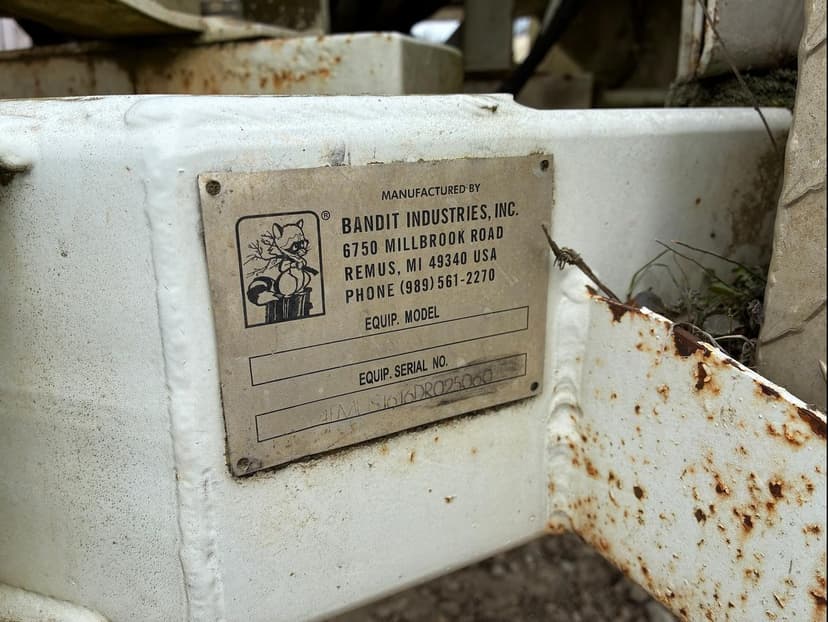 MANUFACTURED BY
®
BANDIT INDUSTRIES, INC.
6750 MILLBROOK ROAD
REMUS, MI 49340 USA
PHONE (989) 561-2270
EQUIP. MODEL
EQUIP. SERIAL NO.